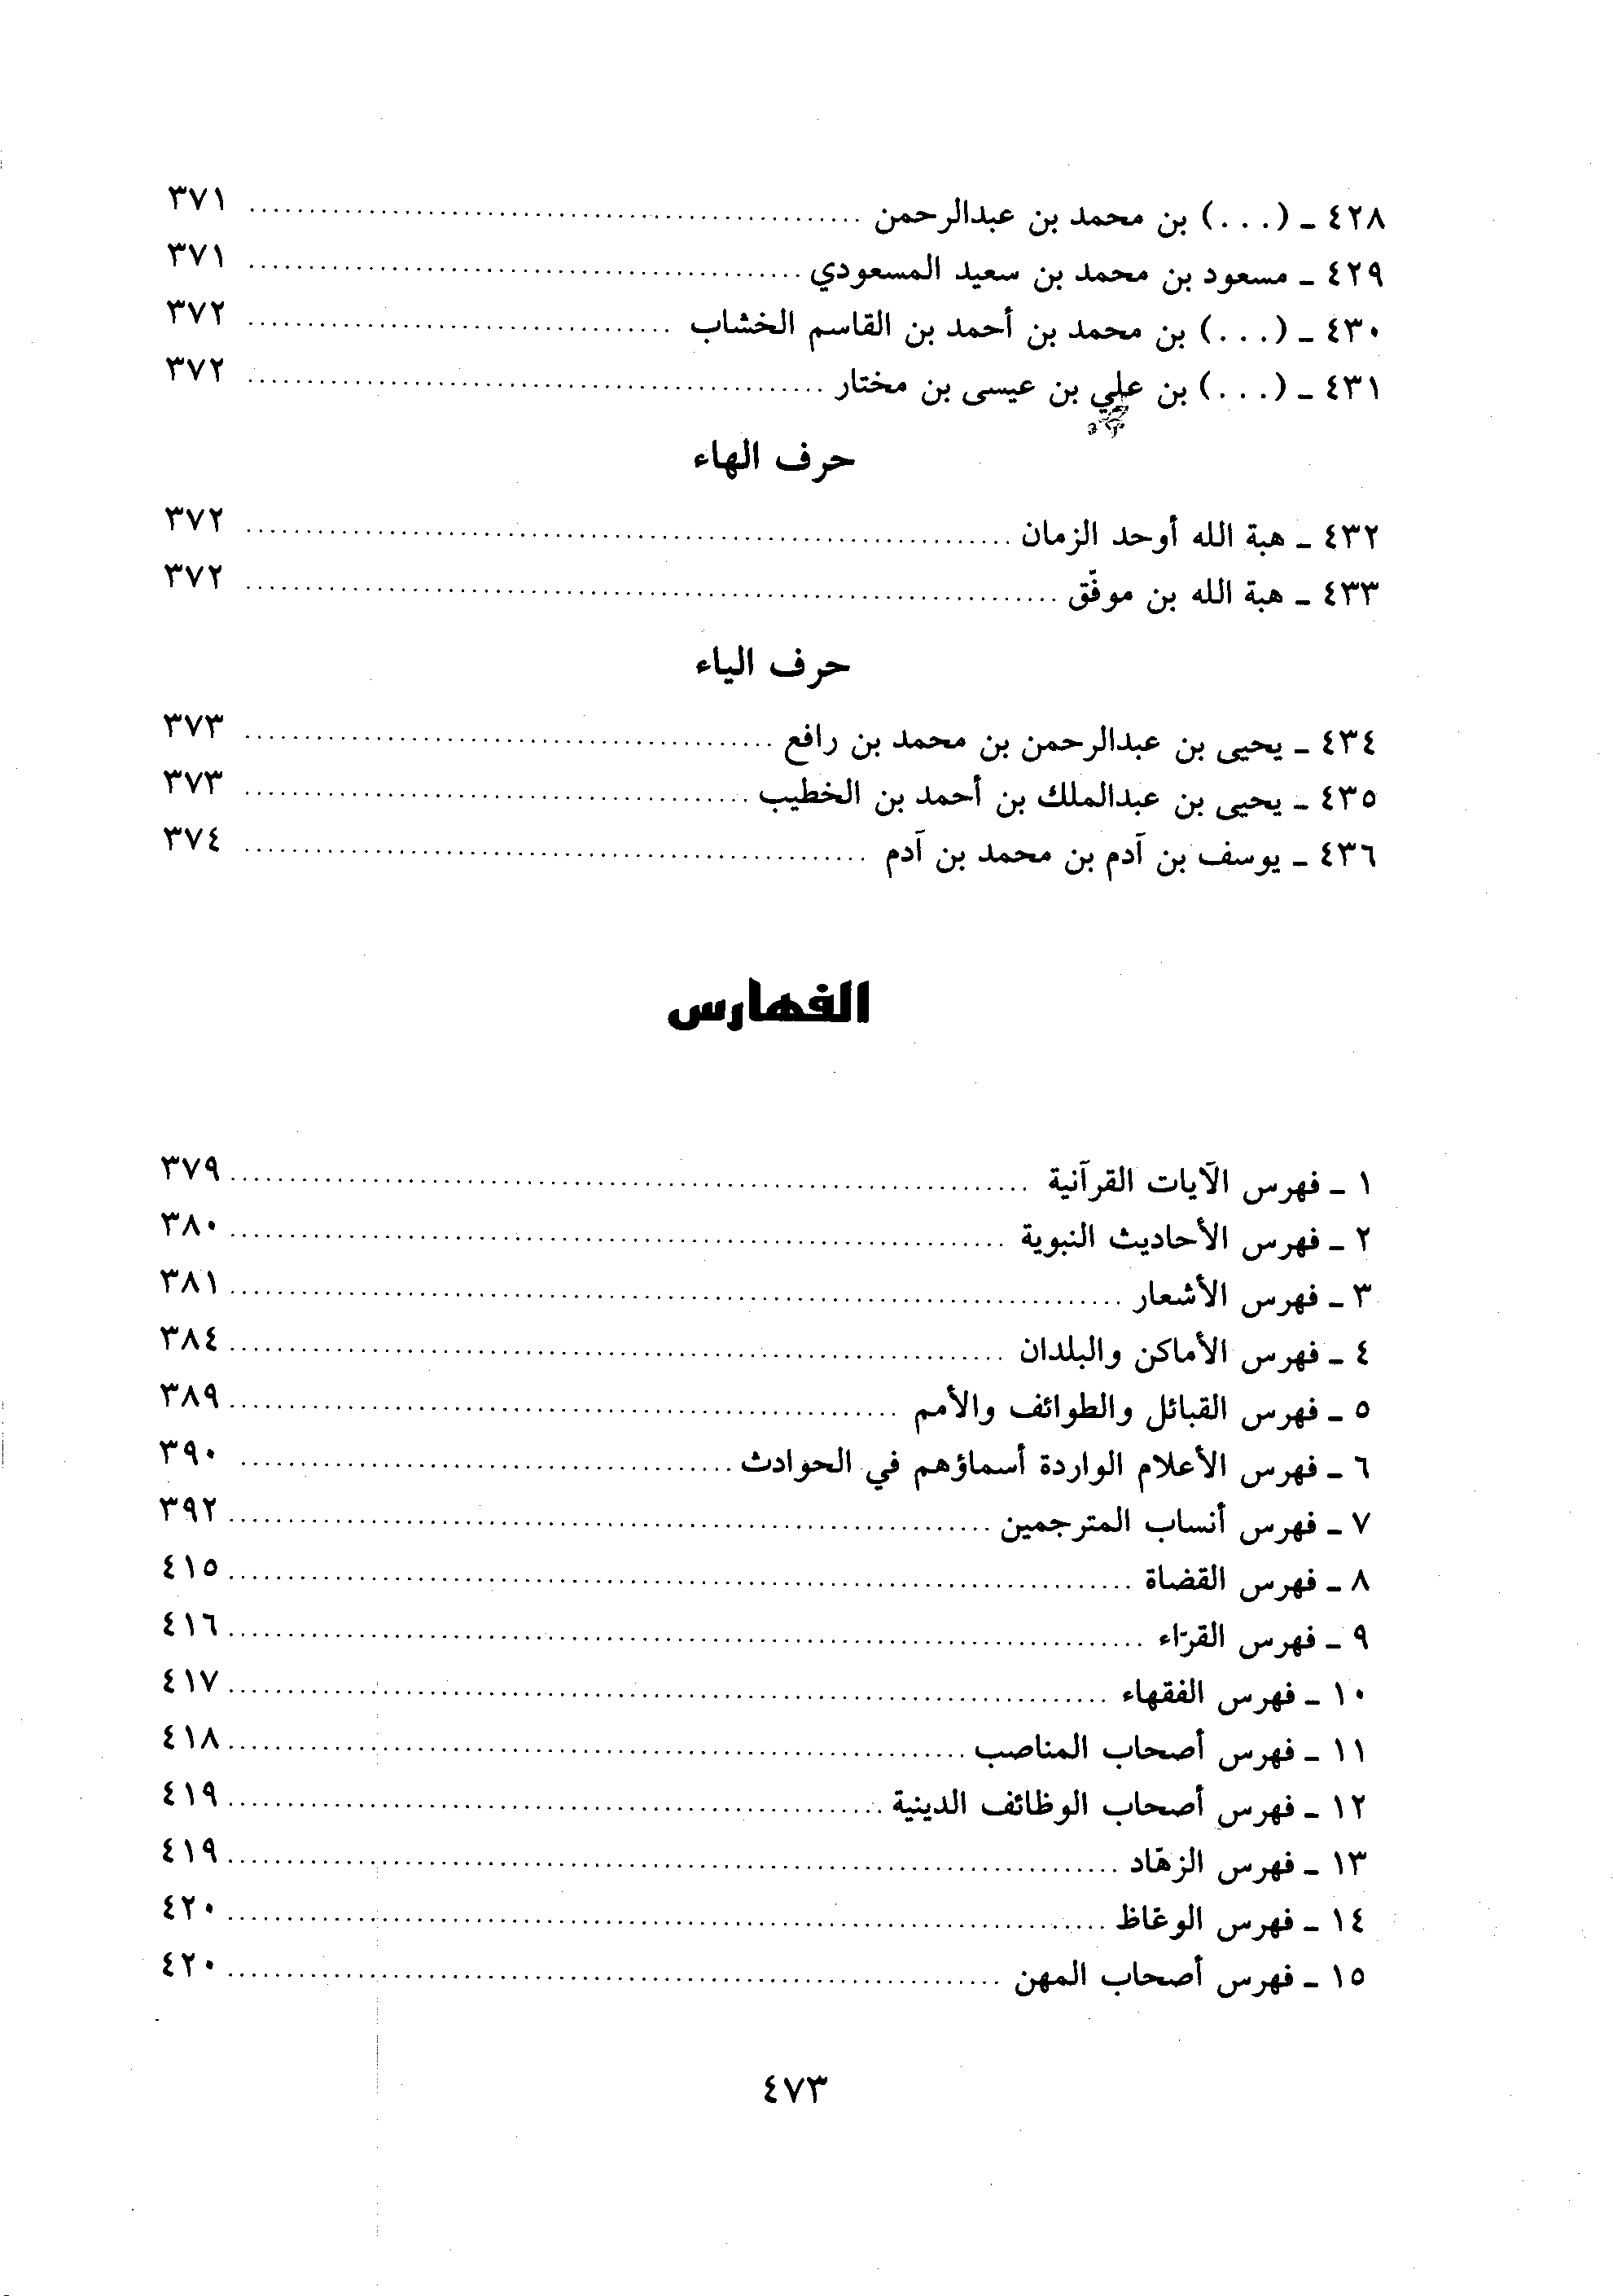 ٤٢٨ ـ (...) بن محمد بن عبدالرحمن .......... ٣٧١
٤٢٩ ـ مسعود بن محمد بن سعيد المسعودي .......... ٣٧١
٤٣٠ ـ (...) بن محمد بن أحمد بن القاسم الخشاب .......... ٣٧٢
٤٣١ ـ (...) بن علي بن عيسى بن مختار .......... ٣٧٢
حرف الهاء
٤٣٢ ـ هبة الله أوحد الزمان .......... ٣٧٢
٤٣٣ ـ هبة الله بن موفّق .......... ٣٧٢
حرف الياء
٤٣٤ ـ يحيى بن عبدالرحمن بن محمد بن رافع .......... ٣٧٣
٤٣٥ ـ يحيى بن عبدالملك بن أحمد بن الخطيب .......... ٣٧٣
٤٣٦ ـ يوسف بن آدم بن محمد بن آدم .......... ٣٧٤
الفهارس
١ ـ فهرس الآيات القرآنية .......... ٣٧٩
٢ ـ فهرس الأحاديث النبوية .......... ٣٨٠
٣ ـ فهرس الأشعار .......... ٣٨١
٤ ـ فهرس الأماكن والبلدان .......... ٣٨٤
٥ ـ فهرس القبائل والطوائف والأمم .......... ٣٨٩
٦ ـ فهرس الأعلام الواردة أسماؤهم في الحوادث .......... ٣٩٠
٧ ـ فهرس أنساب المترجمين .......... ٣٩٢
٨ ـ فهرس القضاة .......... ٤١٥
٩ ـ فهرس القرّاء .......... ٤١٦
١٠ ـ فهرس الفقهاء .......... ٤١٧
١١ ـ فهرس أصحاب المناصب .......... ٤١٨
١٢ ـ فهرس أصحاب الوظائف الدينية .......... ٤١٩
١٣ ـ فهرس الزهّاد .......... ٤١٩
١٤ ـ فهرس الوعّاظ .......... ٤٢٠
١٥ ـ فهرس أصحاب المهن .......... ٤٢٠
٤٧٣